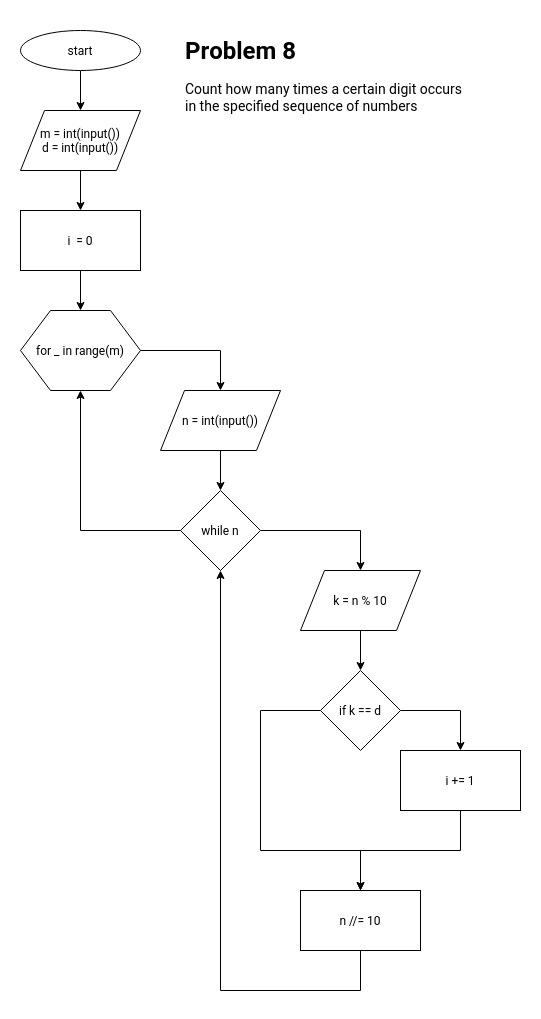 start
Problem 8
Count how many times a certain digit occurs
in the specified sequence of numbers
m = int(input())
d = int(input())
i = 0
for _ in range(m)
n = int(input())
while n
k = n % 10
if k == d
i += 1
n //= 10